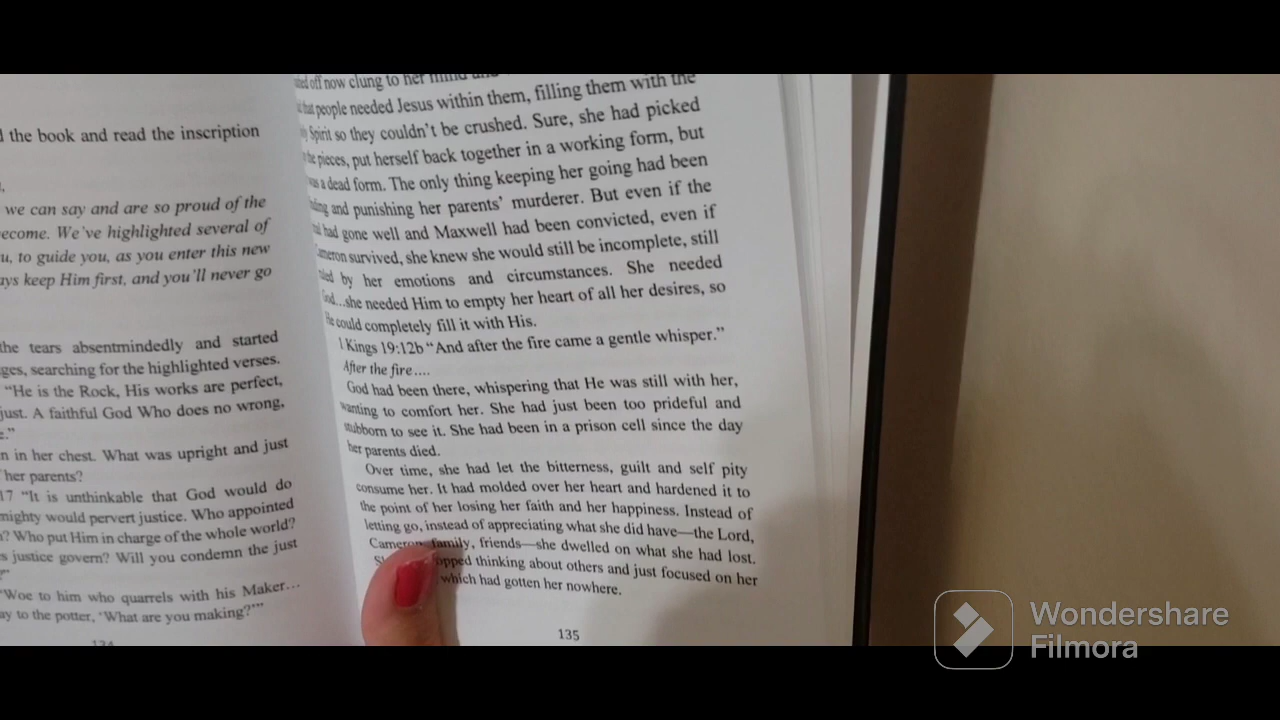 d the book and read the inscription
we can say and are so proud of the
ecome. We've highlighted several of
u, to guide you, as you enter this new
ays keep Him first, and you'll never go
the tears absentmindedly and started
ges, searching for the highlighted verses.
"He is the Rock, His works are perfect,
just. A faithful God Who does no wrong,
e."
n in her chest. What was upright and just
her parents?
17 "It is unthinkable that God would do
mighty would pervert justice. Who appointed
? Who put Him in charge of the whole world?
s justice govern? Will you condemn the just
?"
"Woe to him who quarrels with his Maker…
ay to the potter, 'What are you making?'"
134
off now clung to her mind and
that people needed Jesus within them, filling them with the
Spirit so they couldn't be crushed. Sure, she had picked
the pieces, put herself back together in a working form, but
was a dead form. The only thing keeping her going had been
and punishing her parents' murderer. But even if the
had gone well and Maxwell had been convicted, even if
Cameron survived, she knew she would still be incomplete, still
by her emotions and circumstances. She needed
God...she needed Him to empty her heart of all her desires, so
He could completely fill it with His.
1 Kings 19:12b "And after the fire came a gentle whisper."
After the fire....
God had been there, whispering that He was still with her,
wanting to comfort her. She had just been too prideful and
stubborn to see it. She had been in a prison cell since the day
her parents died.
Over time, she had let the bitterness, guilt and self pity
consume her. It had molded over her heart and hardened it to
the point of her losing her faith and her happiness. Instead of
letting go, instead of appreciating what she did have—the Lord,
Cameron, family, friends—she dwelled on what she had lost.
opped thinking about others and just focused on her
which had gotten her nowhere.
135
Wondershare
Filmora